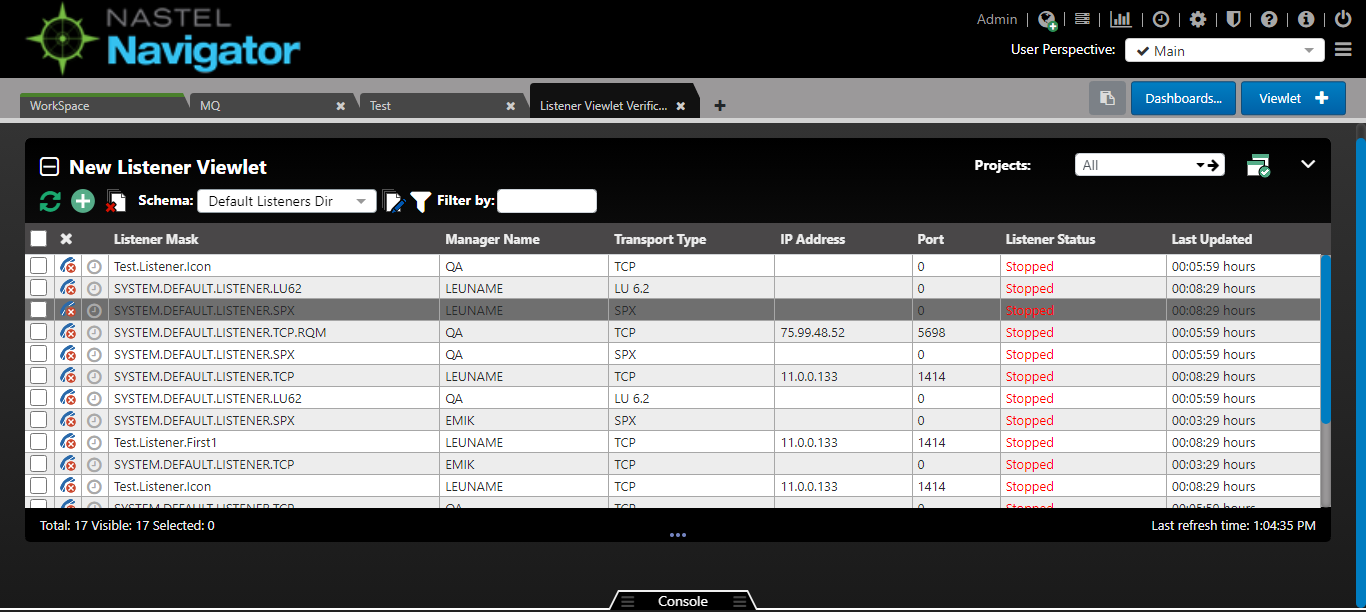 NASTEL
Navigator
Admin
User Perspective: Main
WorkSpace MQ Test Listener Viewlet Verific... Dashboards... Viewlet
New Listener Viewlet Projects: All
Schema: Default Listeners Dir Filter by:
Listener Mask Manager Name Transport Type IP Address Port Listener Status Last Updated
Test.Listener.Icon QA TCP 0 Stopped 00:05:59 hours
SYSTEM.DEFAULT.LISTENER.LU62 LEUNAME LU 6.2 0 Stopped 00:08:29 hours
SYSTEM.DEFAULT.LISTENER.SPX LEUNAME SPX 0 Stopped 00:08:29 hours
SYSTEM.DEFAULT.LISTENER.TCP.RQM QA TCP 75.99.48.52 5698 Stopped 00:05:59 hours
SYSTEM.DEFAULT.LISTENER.SPX QA SPX 0 Stopped 00:05:59 hours
SYSTEM.DEFAULT.LISTENER.TCP LEUNAME TCP 11.0.0.133 1414 Stopped 00:08:29 hours
SYSTEM.DEFAULT.LISTENER.LU62 QA LU 6.2 0 Stopped 00:05:59 hours
SYSTEM.DEFAULT.LISTENER.SPX EMIK SPX 0 Stopped 00:03:29 hours
Test.Listener.First1 LEUNAME TCP 11.0.0.133 1414 Stopped 00:08:29 hours
SYSTEM.DEFAULT.LISTENER.TCP EMIK TCP 0 Stopped 00:03:29 hours
Test.Listener.Icon LEUNAME TCP 11.0.0.133 1414 Stopped 00:08:29 hours
SYSTEM.DEFAULT.LISTENER.TCP QA TCP 0 Stopped 00:05:59 hours
Total: 17 Visible: 17 Selected: 0 Last refresh time: 1:04:35 PM
Console